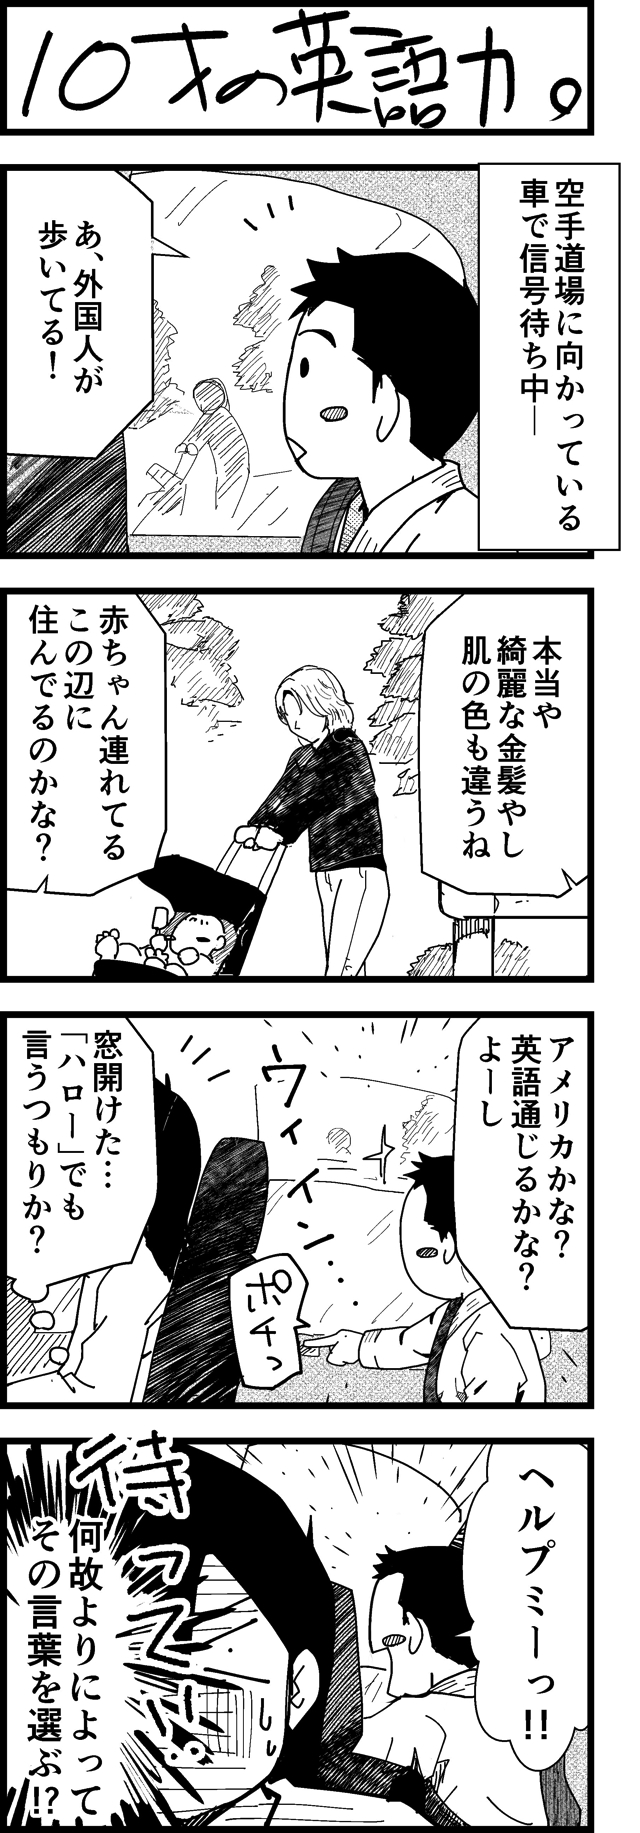 10才の英語力。
空手道場に向かっている
車で信号待ち中―
あ、外国人が
歩いてる！
本当や
綺麗な金髪やし
肌の色も違うね
赤ちゃん連れてる
この辺に
住んでるのかな？
アメリカかな？
英語通じるかな？
よーし
ウィイン…
ポチっ
窓開けた…
「ハロー」でも
言うつもりか？
ヘルプミーっ!!
待って…。
何故よりによって
その言葉を選ぶ!?